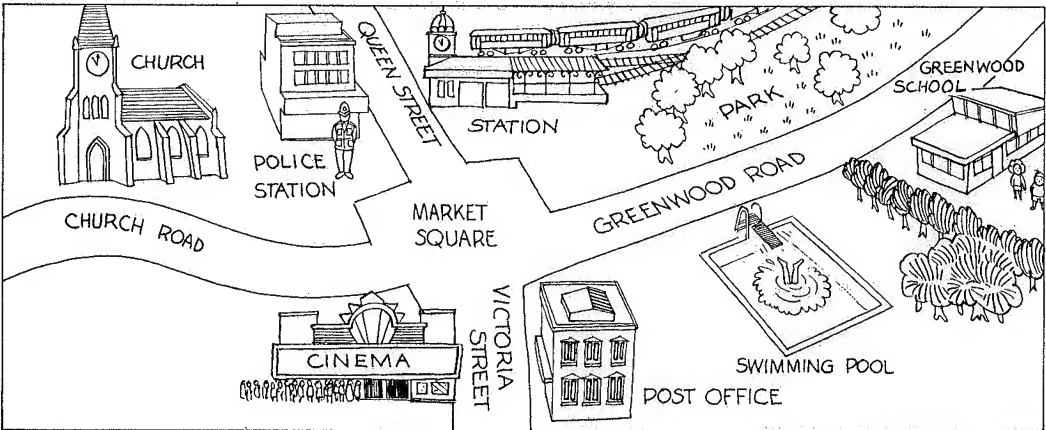 CHURCH
POLICE
STATION
QUEEN STREET
STATION
PARK
GREENWOOD
SCHOOL
CHURCH ROAD
MARKET
SQUARE
GREENWOOD ROAD
CINEMA
VICTORIA
STREET
POST OFFICE
SWIMMING POOL